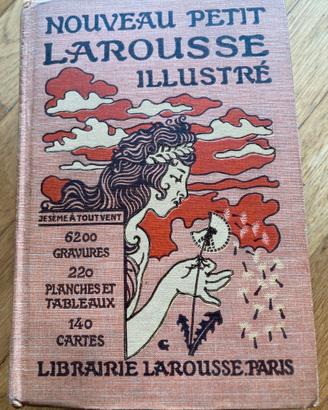 NOUVEAU PETIT
LAROUSSE
ILLUSTRÉ
JE SÈME À TOUT VENT
6200
GRAVURES
220
PLANCHES ET
TABLEAUX
140
CARTES
G
LIBRAIRIE LAROUSSE.PARIS